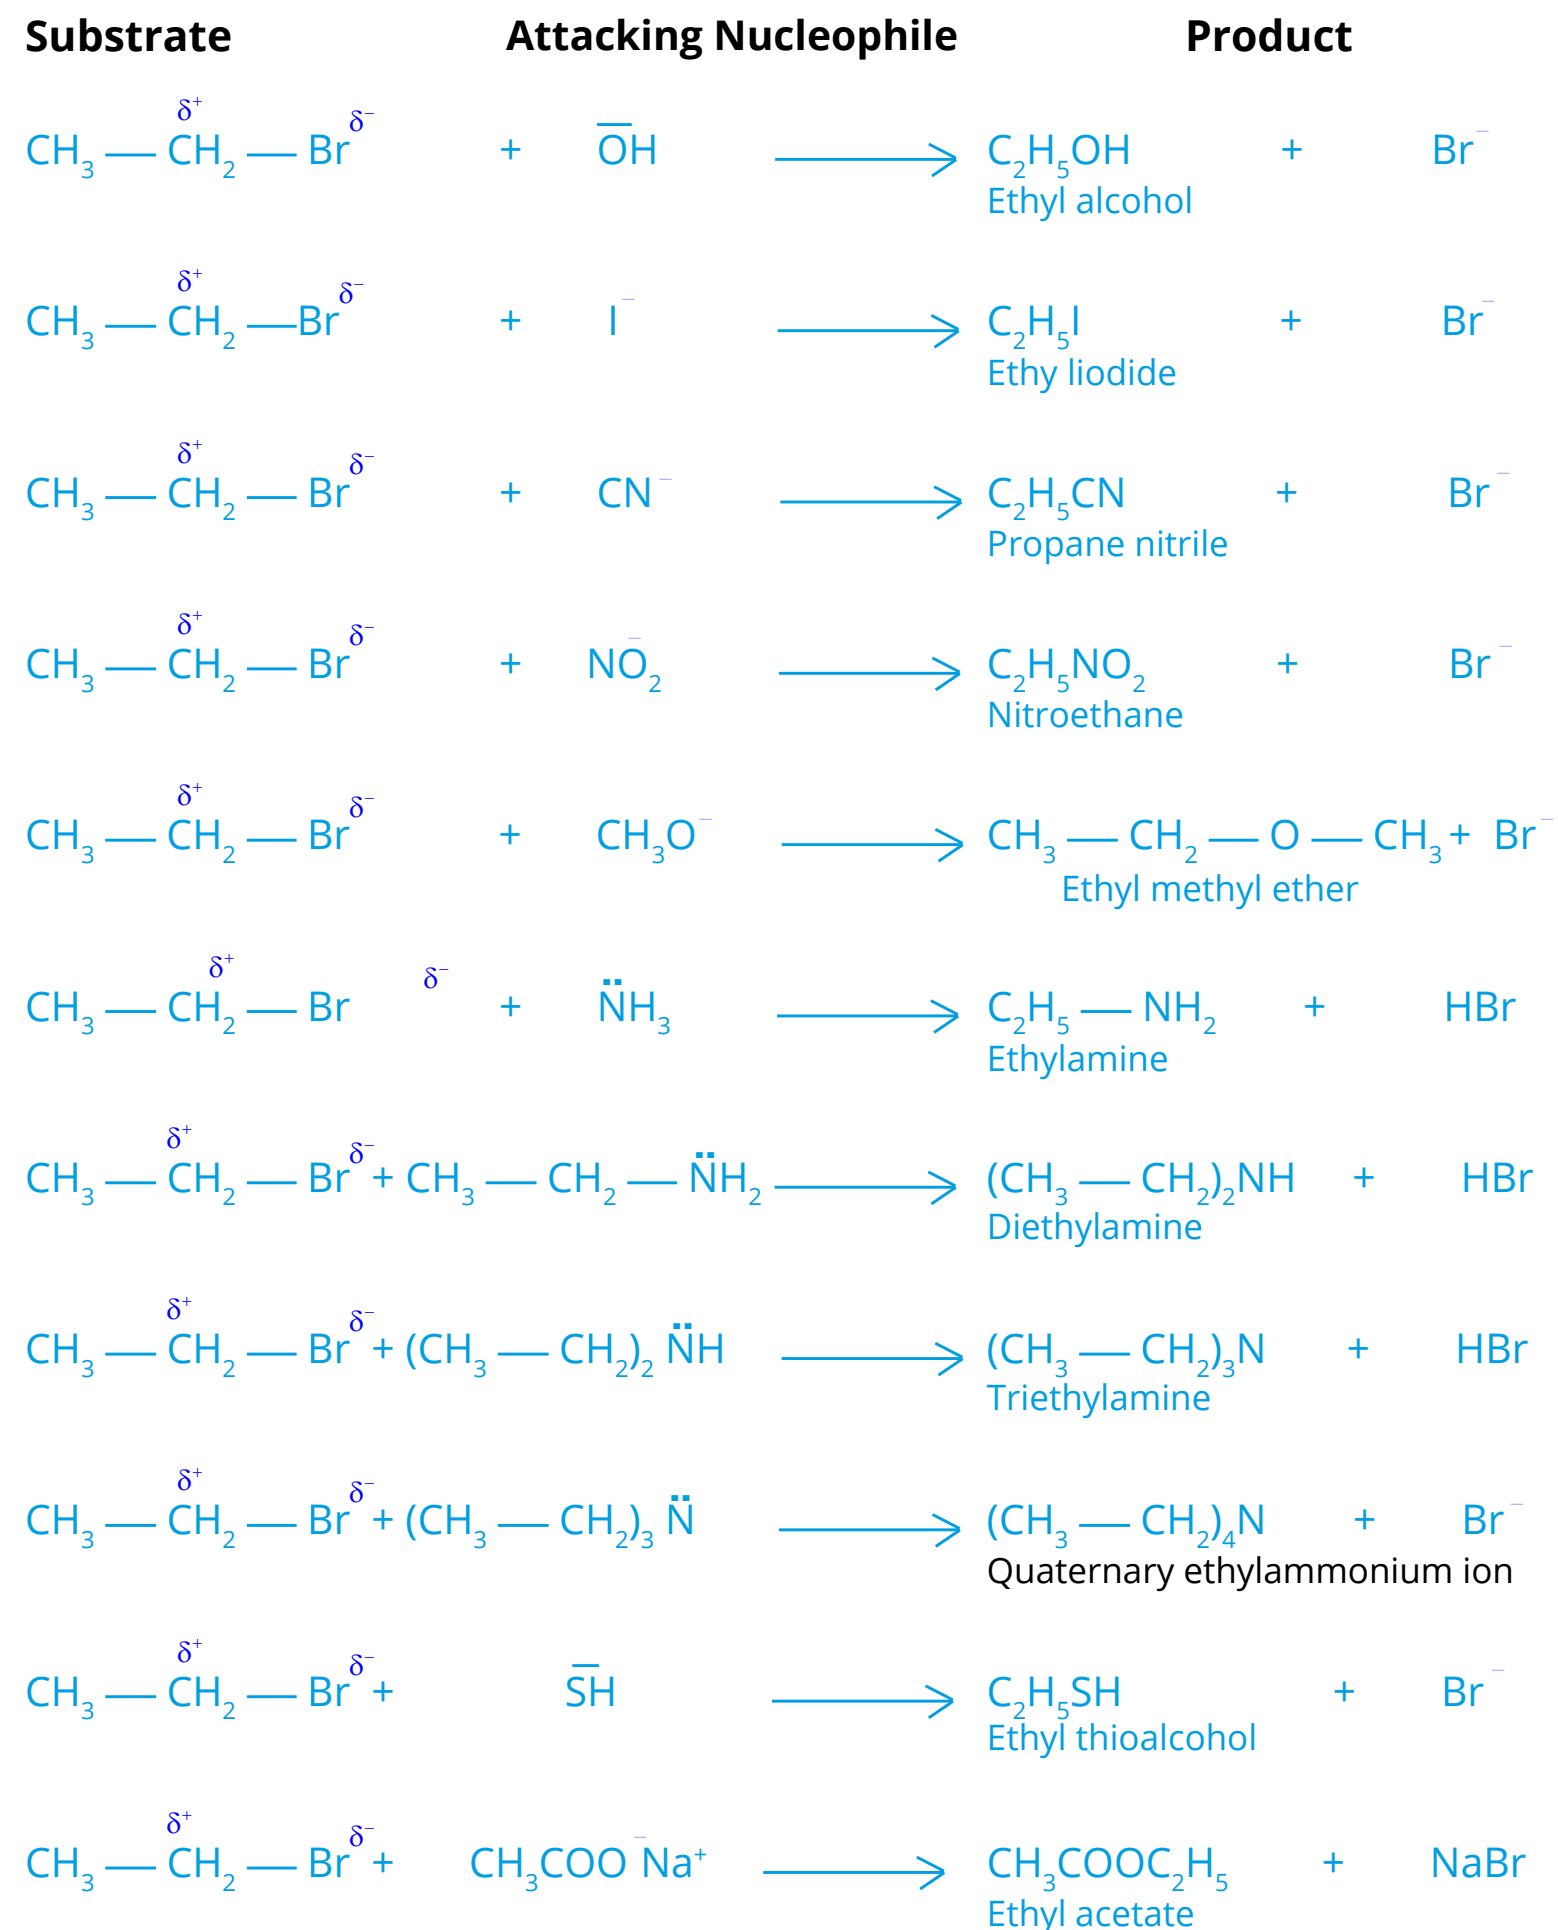 Substrate Attacking Nucleophile Product
CH₃ — CH₂^δ⁺ — Br^δ⁻ + O̅H → C₂H₅OH + Br⁻
Ethyl alcohol
CH₃ — CH₂^δ⁺ — Br^δ⁻ + I⁻ → C₂H₅I + Br⁻
Ethy liodide
CH₃ — CH₂^δ⁺ — Br^δ⁻ + CN⁻ → C₂H₅CN + Br⁻
Propane nitrile
CH₃ — CH₂^δ⁺ — Br^δ⁻ + NO₂⁻ → C₂H₅NO₂ + Br⁻
Nitroethane
CH₃ — CH₂^δ⁺ — Br^δ⁻ + CH₃O⁻ → CH₃ — CH₂ — O — CH₃ + Br⁻
Ethyl methyl ether
CH₃ — CH₂^δ⁺ — Br^δ⁻ + N̈H₃ → C₂H₅ — NH₂ + HBr
Ethylamine
CH₃ — CH₂^δ⁺ — Br^δ⁻ + CH₃ — CH₂ — N̈H₂ → (CH₃ — CH₂)₂NH + HBr
Diethylamine
CH₃ — CH₂^δ⁺ — Br^δ⁻ + (CH₃ — CH₂)₂ N̈H → (CH₃ — CH₂)₃N + HBr
Triethylamine
CH₃ — CH₂^δ⁺ — Br^δ⁻ + (CH₃ — CH₂)₃ N̈ → (CH₃ — CH₂)₄N + Br⁻
Quaternary ethylammonium ion
CH₃ — CH₂^δ⁺ — Br^δ⁻ + S̅H → C₂H₅SH + Br⁻
Ethyl thioalcohol
CH₃ — CH₂^δ⁺ — Br^δ⁻ + CH₃COO⁻Na⁺ → CH₃COOC₂H₅ + NaBr
Ethyl acetate